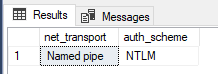 Results Messages
net_transport auth_scheme
1 Named pipe NTLM